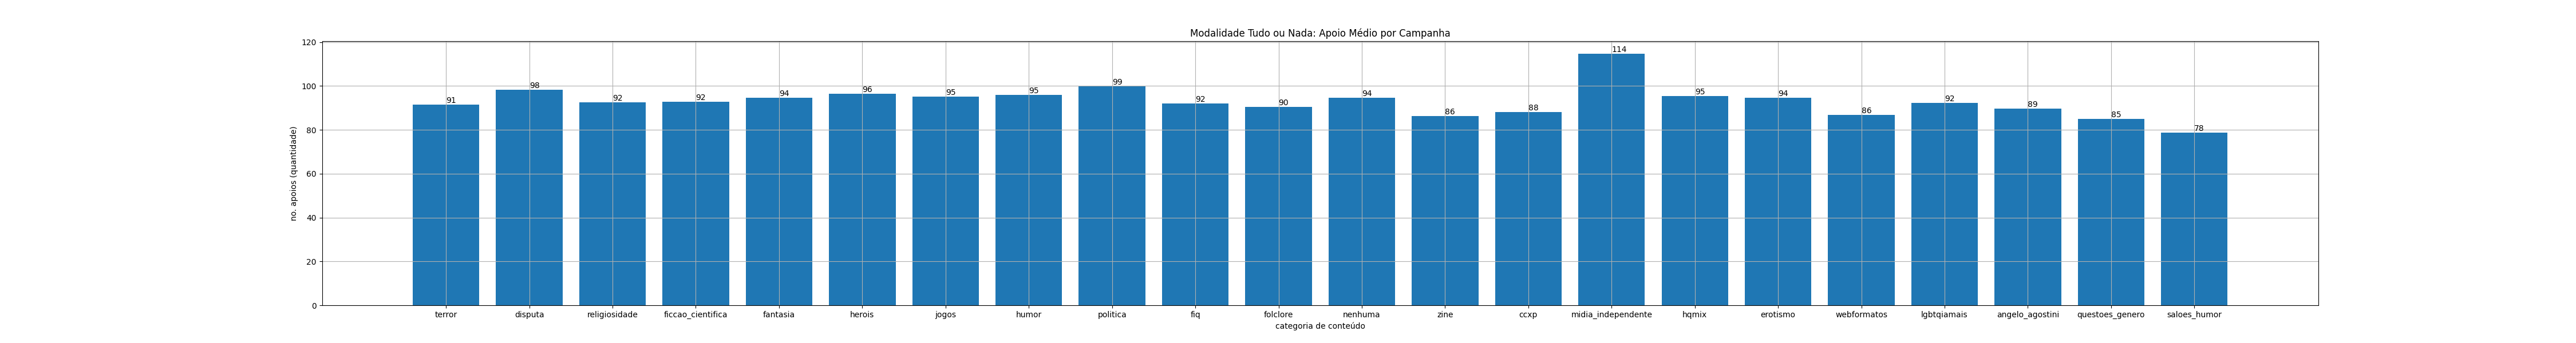 Modalidade Tudo ou Nada: Apoio Médio por Campanha
no. apoios (quantidade)
120
100
80
60
40
20
0
91
98
92
92
94
96
95
95
99
92
90
94
86
88
114
95
94
86
92
89
85
78
terror
disputa
religiosidade
ficcao_cientifica
fantasia
herois
jogos
humor
politica
fiq
folclore
nenhuma
zine
ccxp
midia_independente
hqmix
erotismo
webformatos
lgbtqiamais
angelo_agostini
questoes_genero
saloes_humor
categoria de conteúdo